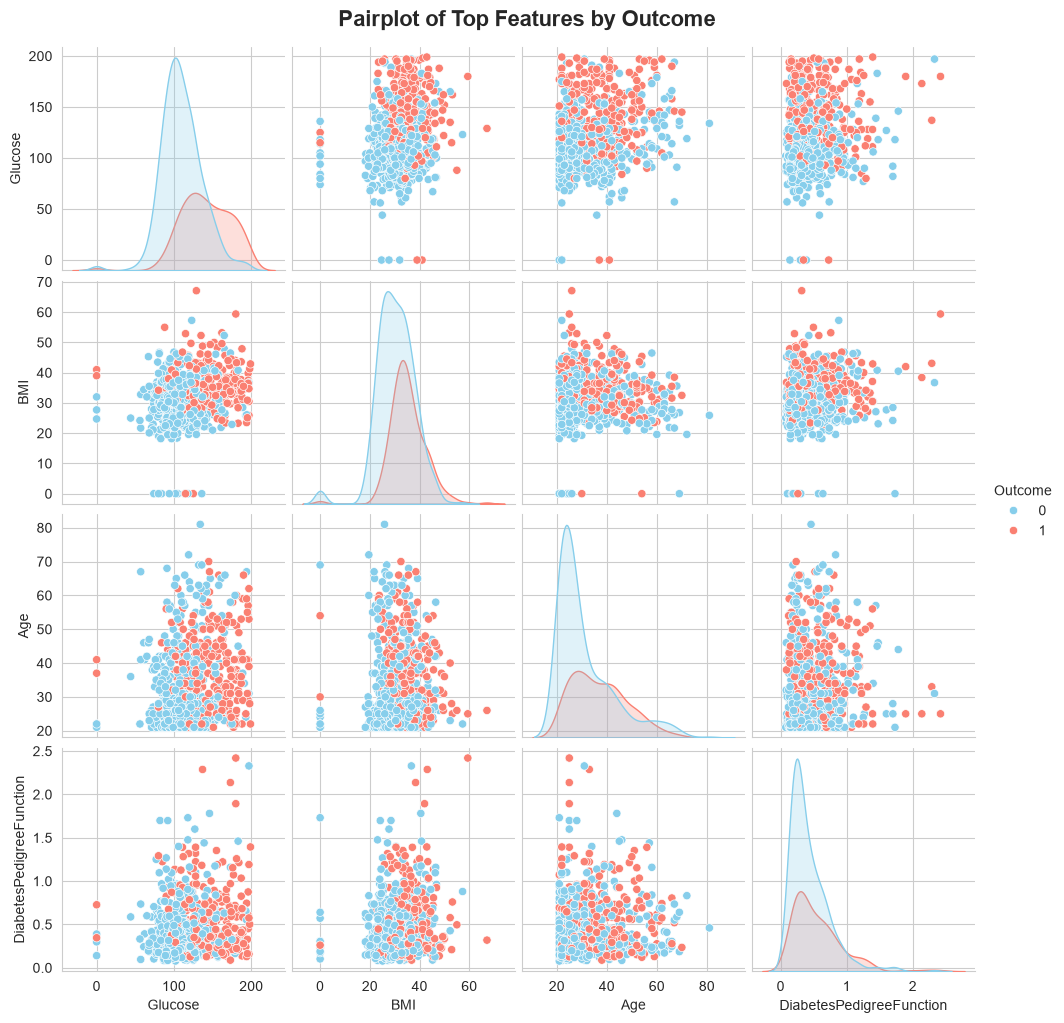 Pairplot of Top Features by Outcome
200
150
100
50
0
Glucose
70
60
50
40
30
20
10
0
BMI
Outcome
0
1
80
70
60
50
40
30
20
Age
2.5
2.0
1.5
1.0
0.5
0.0
DiabetesPedigreeFunction
0 100 200
0 20 40 60
20 40 60 80
0 1 2
Glucose
BMI
Age
DiabetesPedigreeFunction